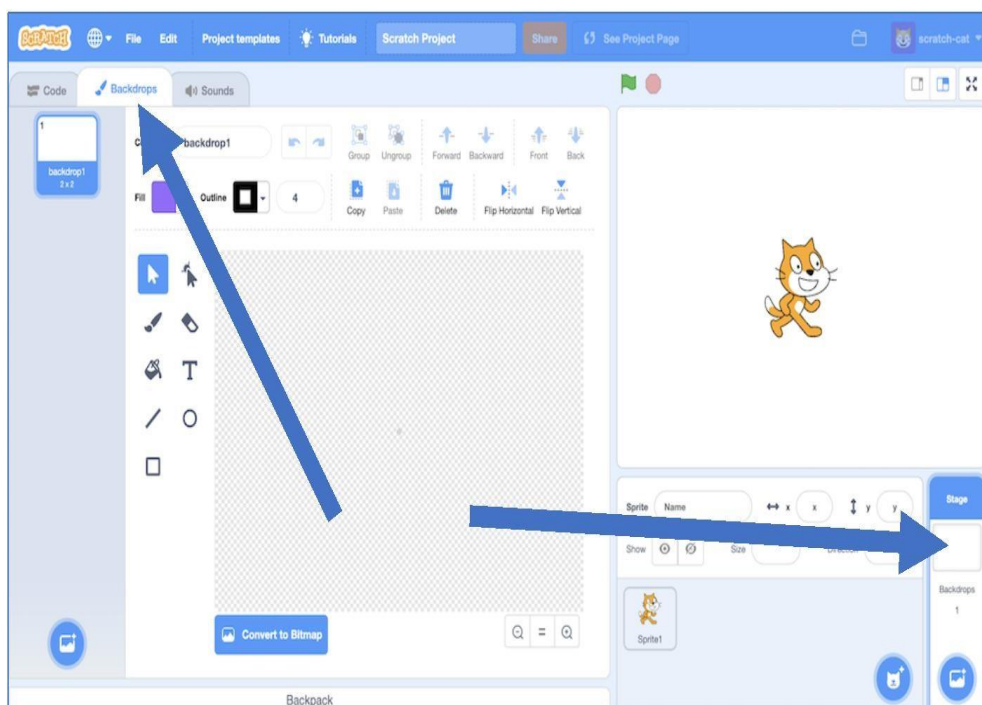 SCRATCH File Edit Project templates Tutorials Scratch Project Share See Project Page scratch-cat
Code Backdrops Sounds
1
backdrop1
2 x 2
backdrop1
Group Ungroup Forward Backward Front Back
Fill Outline 4
Copy Paste Delete Flip Horizontal Flip Vertical
T
Convert to Bitmap
=
Backpack
Sprite Name x x y y
Show Size
Sprite1
Stage
Backdrops
1